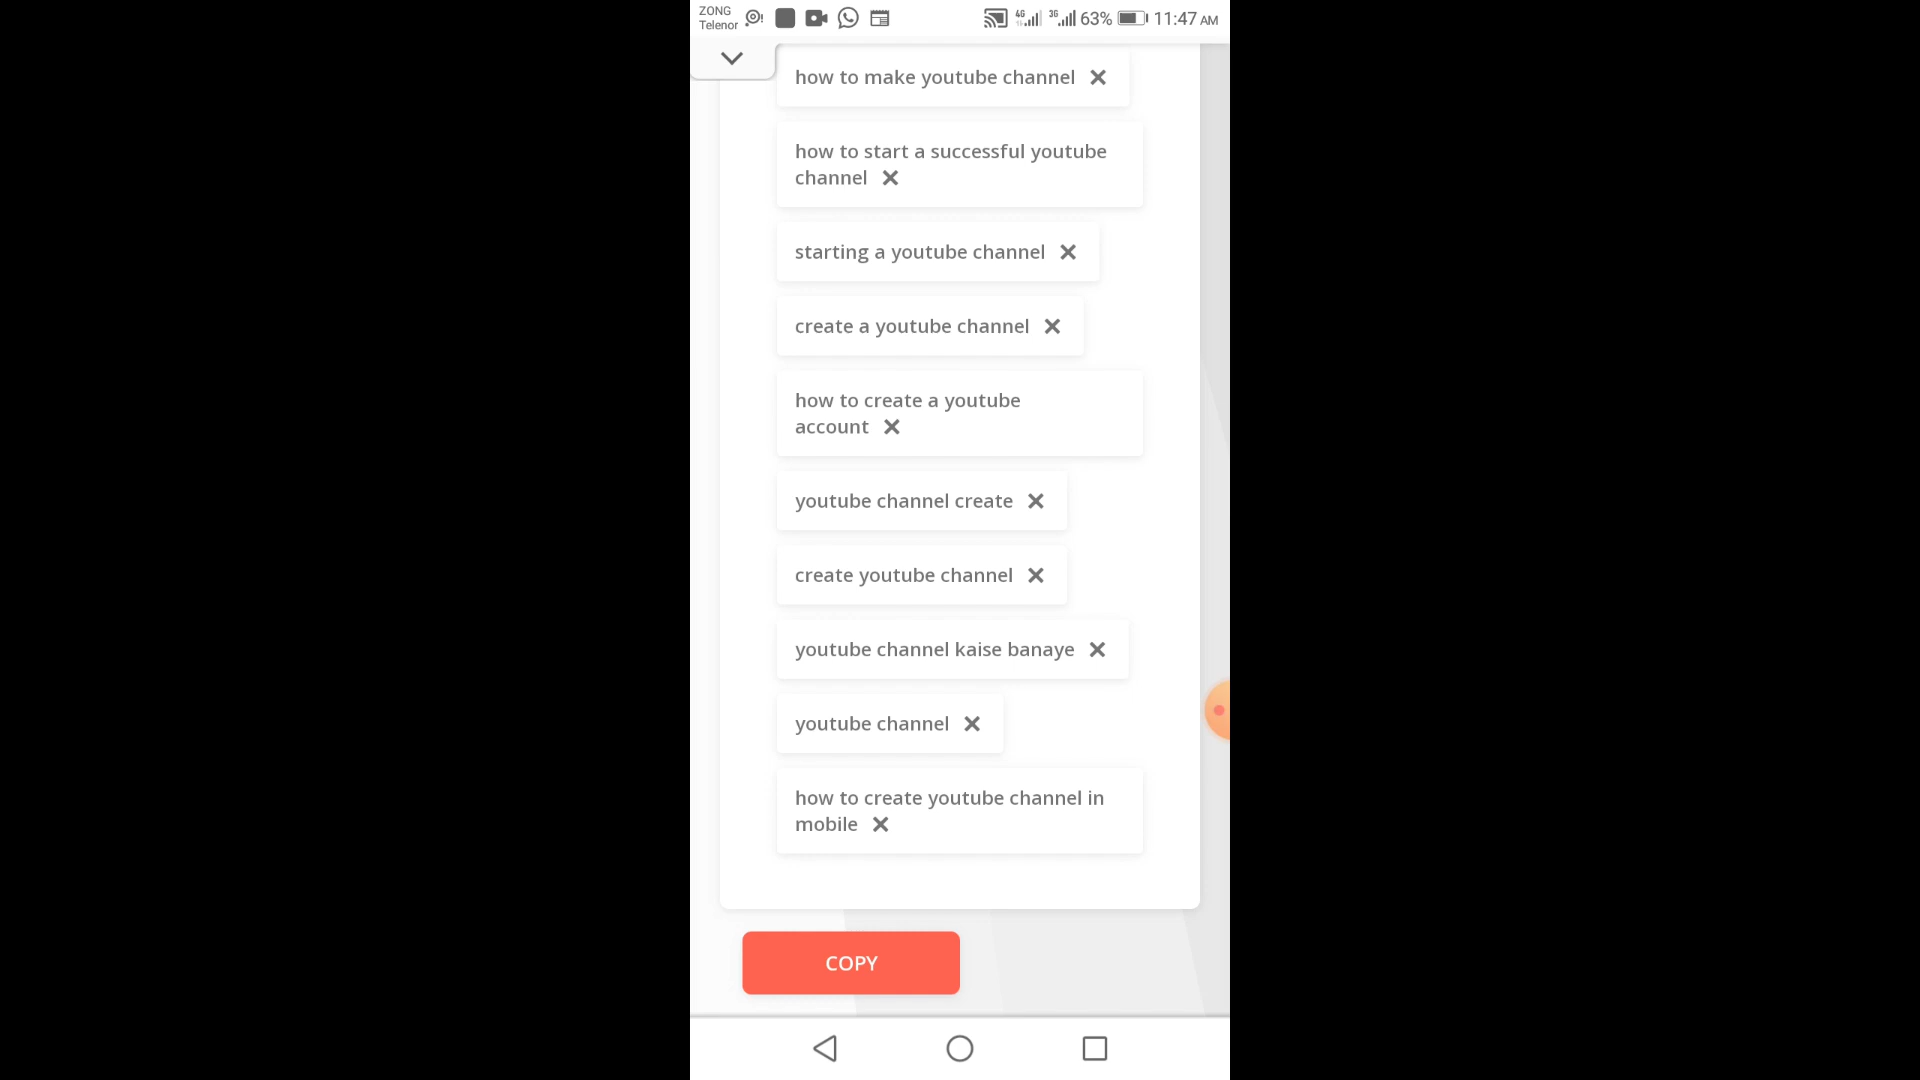 ZONG
Telenor
4G 3G 63% 11:47 AM
how to make youtube channel
how to start a successful youtube
channel
starting a youtube channel
create a youtube channel
how to create a youtube
account
youtube channel create
create youtube channel
youtube channel kaise banaye
youtube channel
how to create youtube channel in
mobile
COPY